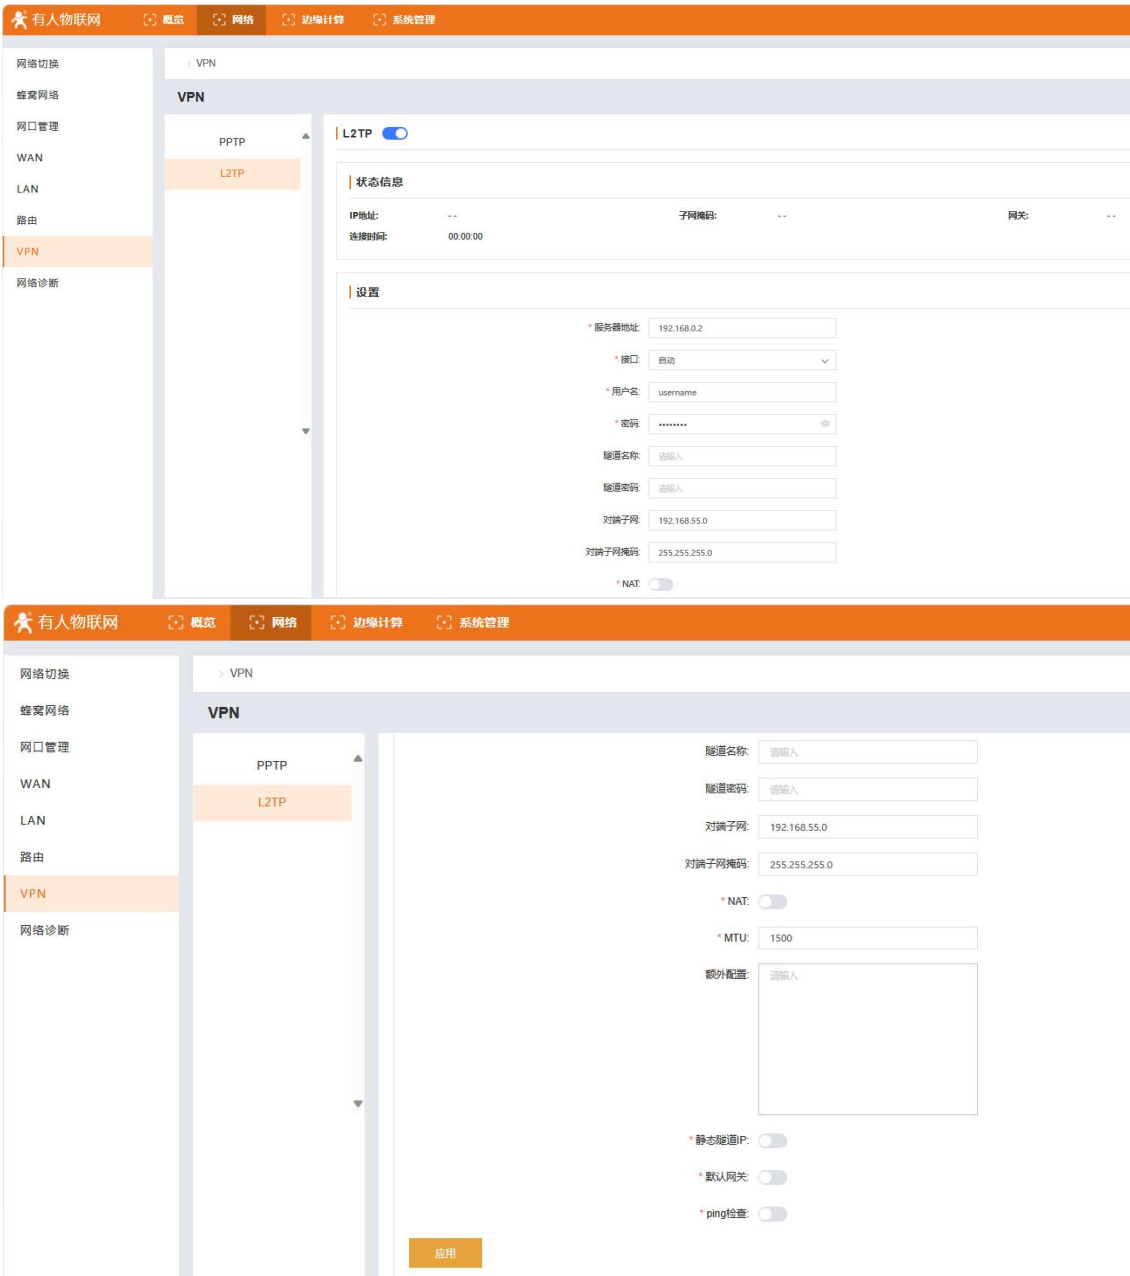 有人物联网 概览 网络 边缘计算 系统管理
网络切换
蜂窝网络
网口管理
WAN
LAN
路由
VPN
网络诊断
> VPN
VPN
PPTP
L2TP
L2TP
状态信息
IP地址: -- 子网掩码: -- 网关: --
连接时间: 00:00:00
设置
* 服务器地址: 192.168.0.2
* 接口: 自动
* 用户名: username
* 密码: ••••••••
隧道名称: 请输入
隧道密码: 请输入
对端子网: 192.168.55.0
对端子网掩码: 255.255.255.0
* NAT:
有人物联网 概览 网络 边缘计算 系统管理
网络切换
蜂窝网络
网口管理
WAN
LAN
路由
VPN
网络诊断
> VPN
VPN
PPTP
L2TP
隧道名称: 请输入
隧道密码: 请输入
对端子网: 192.168.55.0
对端子网掩码: 255.255.255.0
* NAT:
* MTU: 1500
额外配置: 请输入
* 静态隧道IP:
* 默认网关:
* ping检查:
应用